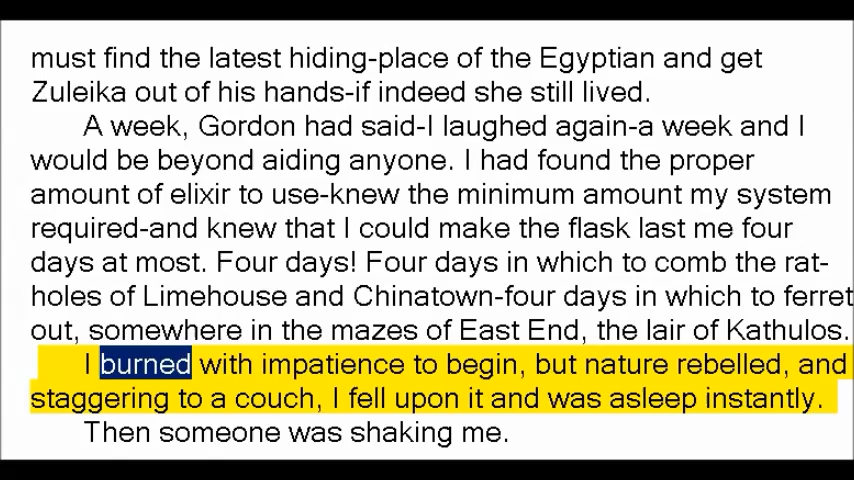 must find the latest hiding-place of the Egyptian and get
Zuleika out of his hands-if indeed she still lived.
A week, Gordon had said-I laughed again-a week and I
would be beyond aiding anyone. I had found the proper
amount of elixir to use-knew the minimum amount my system
required-and knew that I could make the flask last me four
days at most. Four days! Four days in which to comb the rat-
holes of Limehouse and Chinatown-four days in which to ferret
out, somewhere in the mazes of East End, the lair of Kathulos.
I burned with impatience to begin, but nature rebelled, and
staggering to a couch, I fell upon it and was asleep instantly.
Then someone was shaking me.